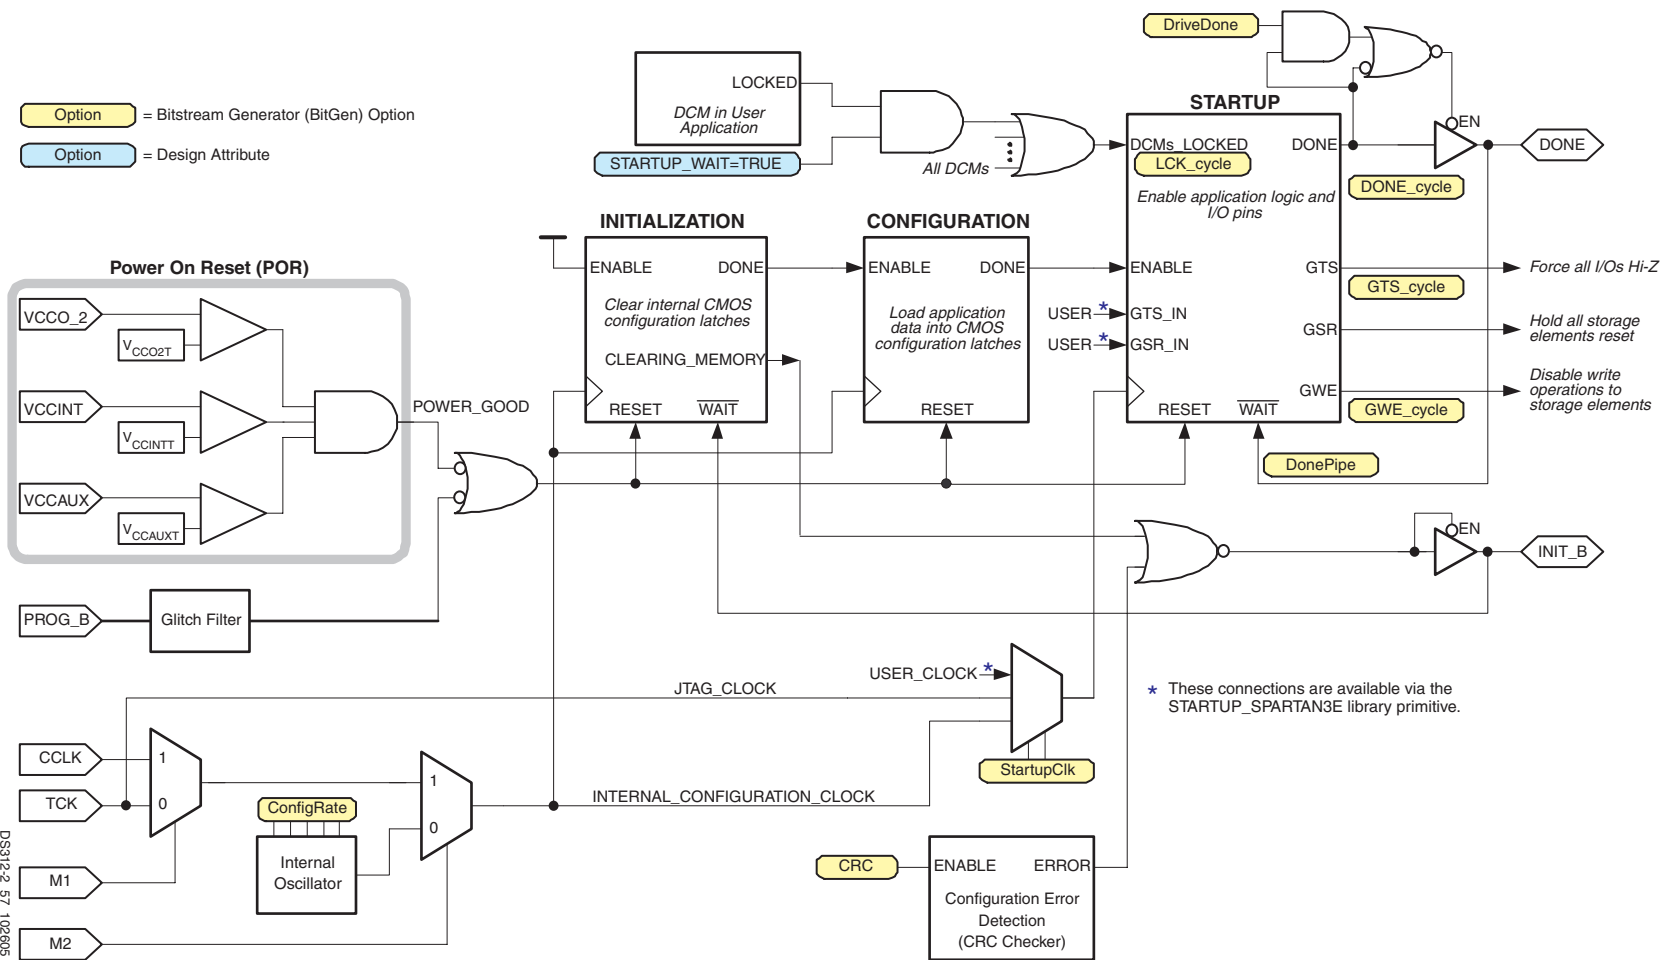 DriveDone
Option = Bitstream Generator (BitGen) Option
Option = Design Attribute
LOCKED
DCM in User
Application
STARTUP_WAIT=TRUE
All DCMs
STARTUP
DCMs_LOCKED
LCK_cycle
DONE
Enable application logic and
I/O pins
EN
DONE
DONE_cycle
INITIALIZATION
ENABLE
DONE
Clear internal CMOS
configuration latches
CLEARING_MEMORY
RESET
WAIT
CONFIGURATION
ENABLE
DONE
Load application
data into CMOS
configuration latches
RESET
ENABLE
USER * GTS_IN
USER * GSR_IN
GTS
GTS_cycle
Force all I/Os Hi-Z
GSR
Hold all storage
elements reset
GWE
GWE_cycle
Disable write
operations to
storage elements
RESET
WAIT
DonePipe
Power On Reset (POR)
VCCO_2
VCCO2T
VCCINT
VCCINTT
VCCAUX
VCCAUXT
POWER_GOOD
PROG_B
Glitch Filter
EN
INIT_B
USER_CLOCK *
JTAG_CLOCK
* These connections are available via the
STARTUP_SPARTAN3E library primitive.
StartupClk
CCLK
TCK
1
0
ConfigRate
Internal
Oscillator
1
0
INTERNAL_CONFIGURATION_CLOCK
M1
M2
CRC
ENABLE
ERROR
Configuration Error
Detection
(CRC Checker)
DS312-2_57_102605